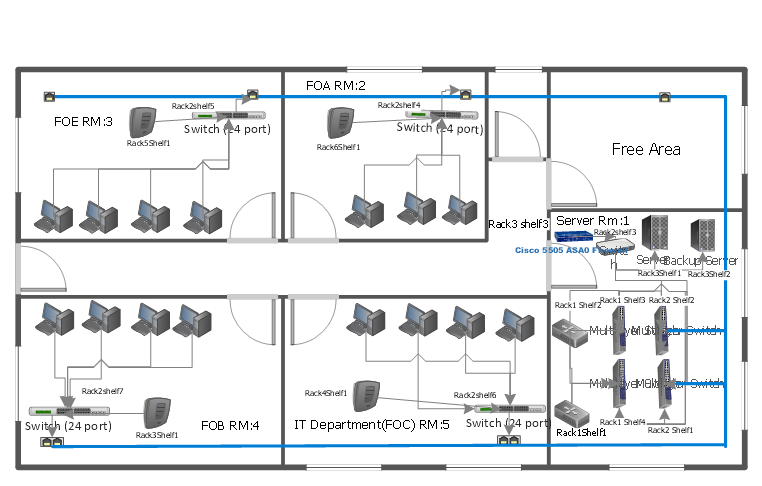 FOA RM:2
Rack2shelf5
Rack2shelf4
FOE RM:3
Switch (24 port)
Switch (24 port)
Rack5Shelf1
Rack6Shelf1
Free Area
Rack3 shelf3
Server Rm:1
Rack2shelf3
Cisco 5505 ASA0 F
Switch
Server
Backup Server
Rack3Shelf1
Rack3Shelf2
Rack1 Shelf2
Rack1 Shelf3
Rack2 Shelf2
Multilayer Switch
Multilayer Switch
Multilayer Switch
Multilayer Switch
Rack1 Shelf4
Rack2 Shelf1
Rack1Shelf1
Rack2shelf7
Switch (24 port)
Rack3Shelf1
FOB RM:4
Rack4Shelf1
Rack2shelf6
IT Department(FOC) RM:5
Switch (24 port)